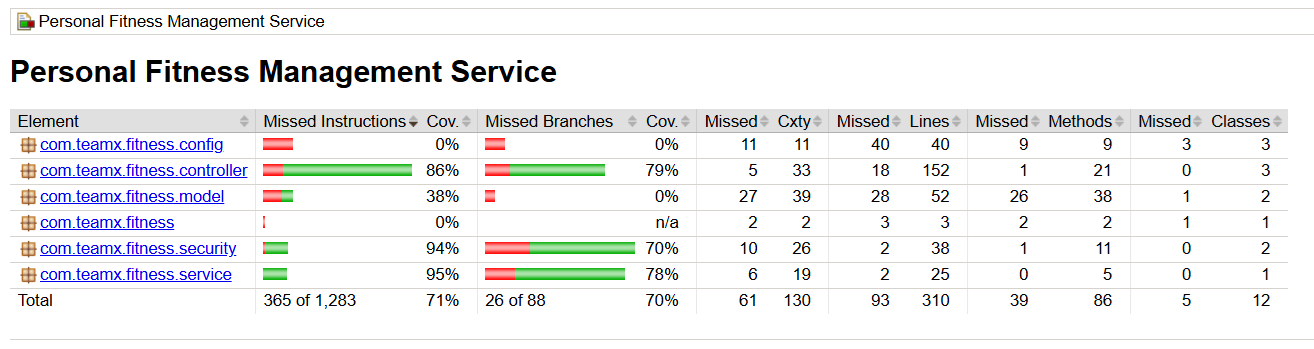 Personal Fitness Management Service
Personal Fitness Management Service
Element Missed Instructions Cov. Missed Branches Cov. Missed Cxty Missed Lines Missed Methods Missed Classes
com.teamx.fitness.config 0% 0% 11 11 40 40 9 9 3 3
com.teamx.fitness.controller 86% 79% 5 33 18 152 1 21 0 3
com.teamx.fitness.model 38% 0% 27 39 28 52 26 38 1 2
com.teamx.fitness 0% n/a 2 2 3 3 2 2 1 1
com.teamx.fitness.security 94% 70% 10 26 2 38 1 11 0 2
com.teamx.fitness.service 95% 78% 6 19 2 25 0 5 0 1
Total 365 of 1,283 71% 26 of 88 70% 61 130 93 310 39 86 5 12